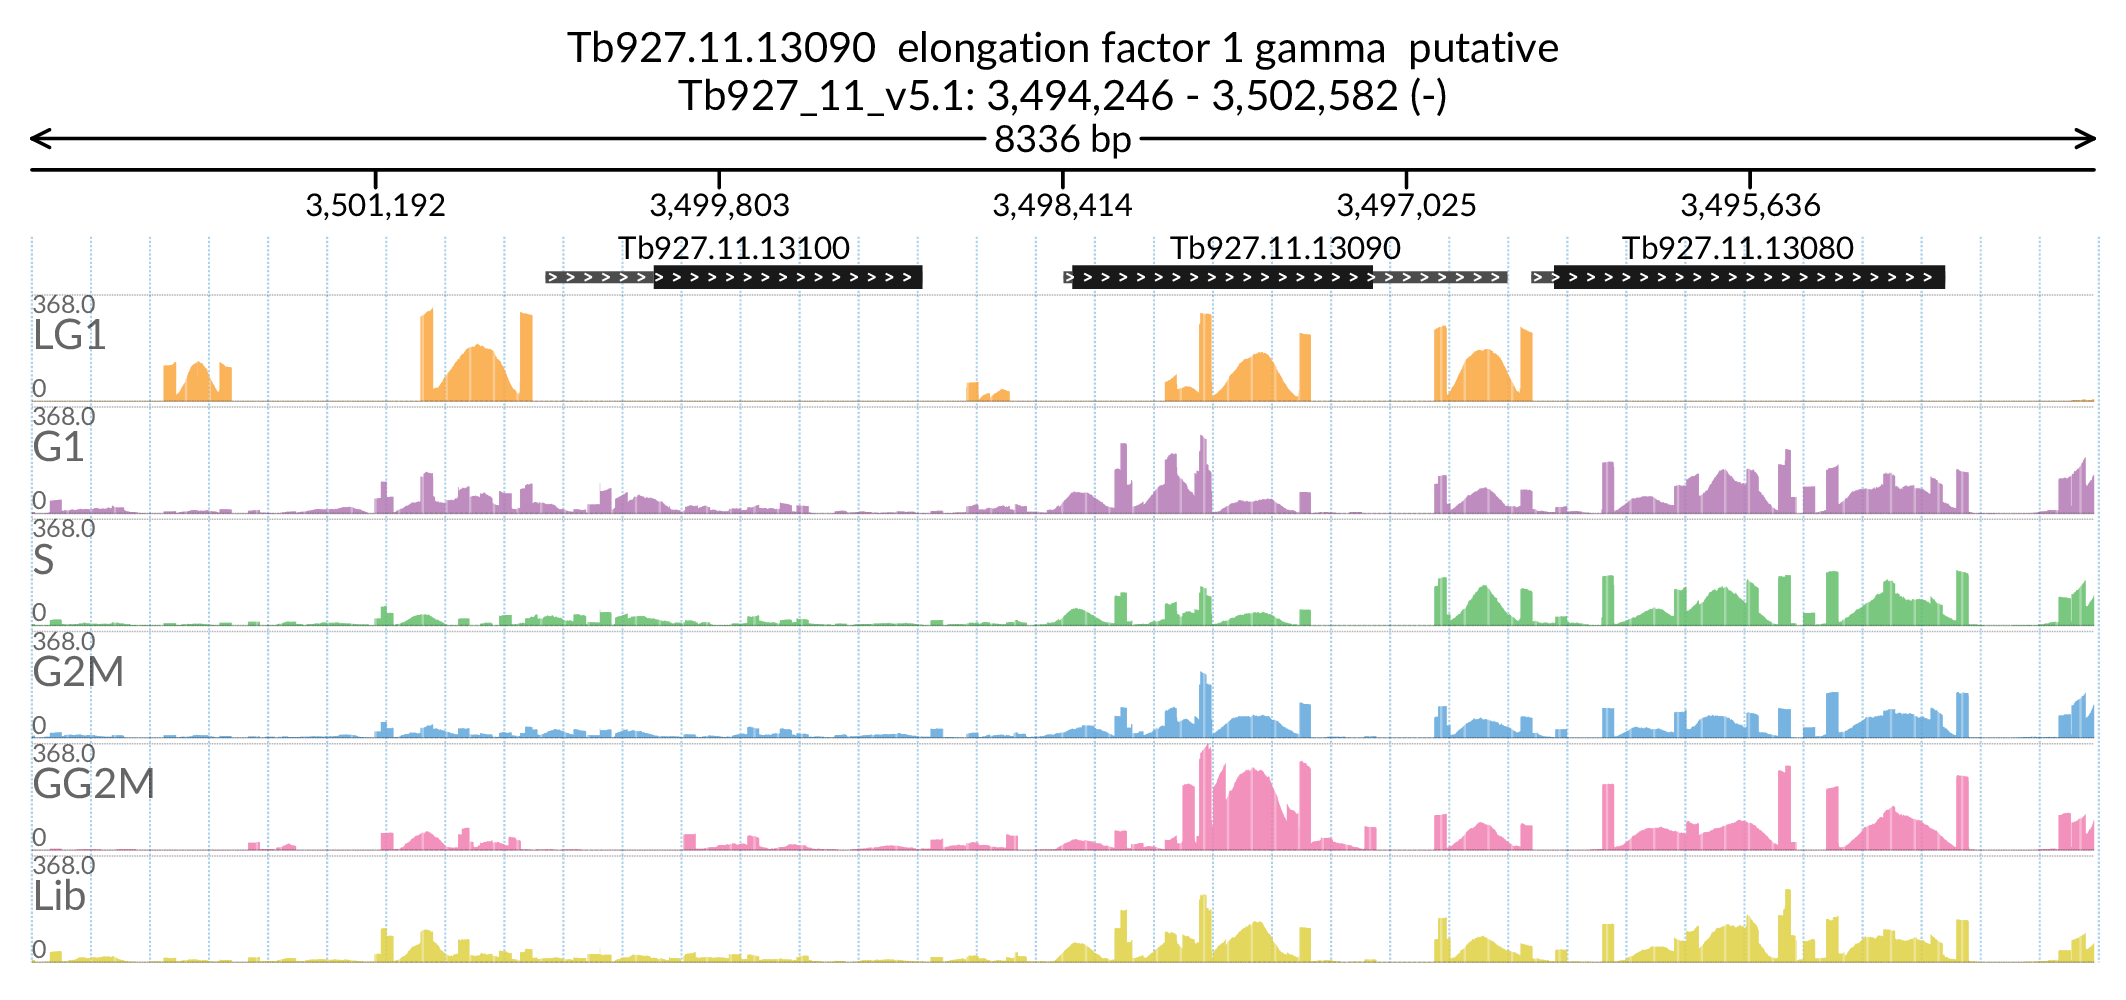 Tb927.11.13090 elongation factor 1 gamma putative
Tb927_11_v5.1: 3,494,246 - 3,502,582 (-)
8336 bp
3,501,192 3,499,803 3,498,414 3,497,025 3,495,636
Tb927.11.13100 Tb927.11.13090 Tb927.11.13080
368.0
LG1
0
368.0
G1
0
368.0
S
0
368.0
G2M
0
368.0
GG2M
0
368.0
Lib
0